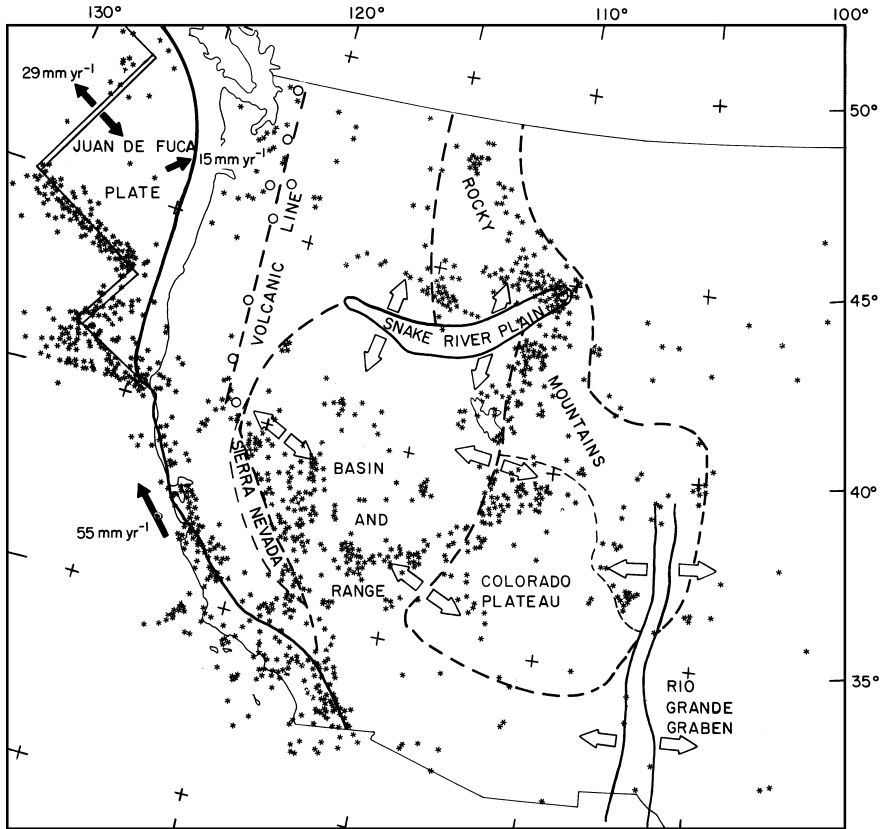 130°
120°
110°
100°
29 mm yr⁻¹
50°
JUAN DE FUCA
15 mm yr⁻¹
PLATE
ROCKY
VOLCANIC LINE
45°
SNAKE RIVER PLAIN
MOUNTAINS
SIERRA NEVADA
BASIN
AND
RANGE
40°
55 mm yr⁻¹
COLORADO
PLATEAU
35°
RIO
GRANDE
GRABEN